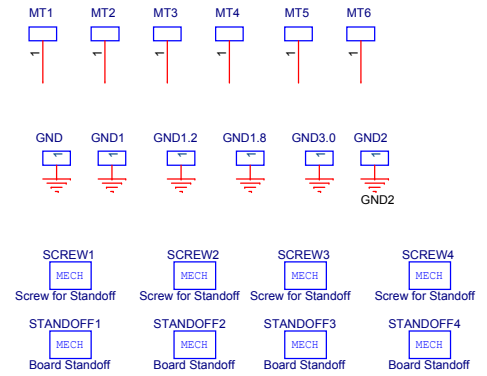 MT1 MT2 MT3 MT4 MT5 MT6
1 1 1 1 1 1
GND GND1 GND1.2 GND1.8 GND3.0 GND2
1 1 1 1 1 1
GND2
SCREW1 SCREW2 SCREW3 SCREW4
MECH MECH MECH MECH
Screw for Standoff Screw for Standoff Screw for Standoff Screw for Standoff
STANDOFF1 STANDOFF2 STANDOFF3 STANDOFF4
MECH MECH MECH MECH
Board Standoff Board Standoff Board Standoff Board Standoff